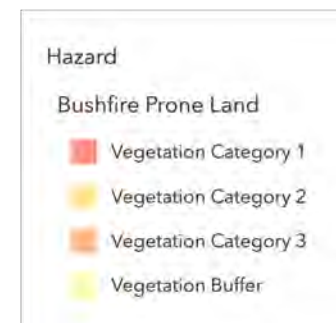 Hazard
Bushfire Prone Land
Vegetation Category 1
Vegetation Category 2
Vegetation Category 3
Vegetation Buffer